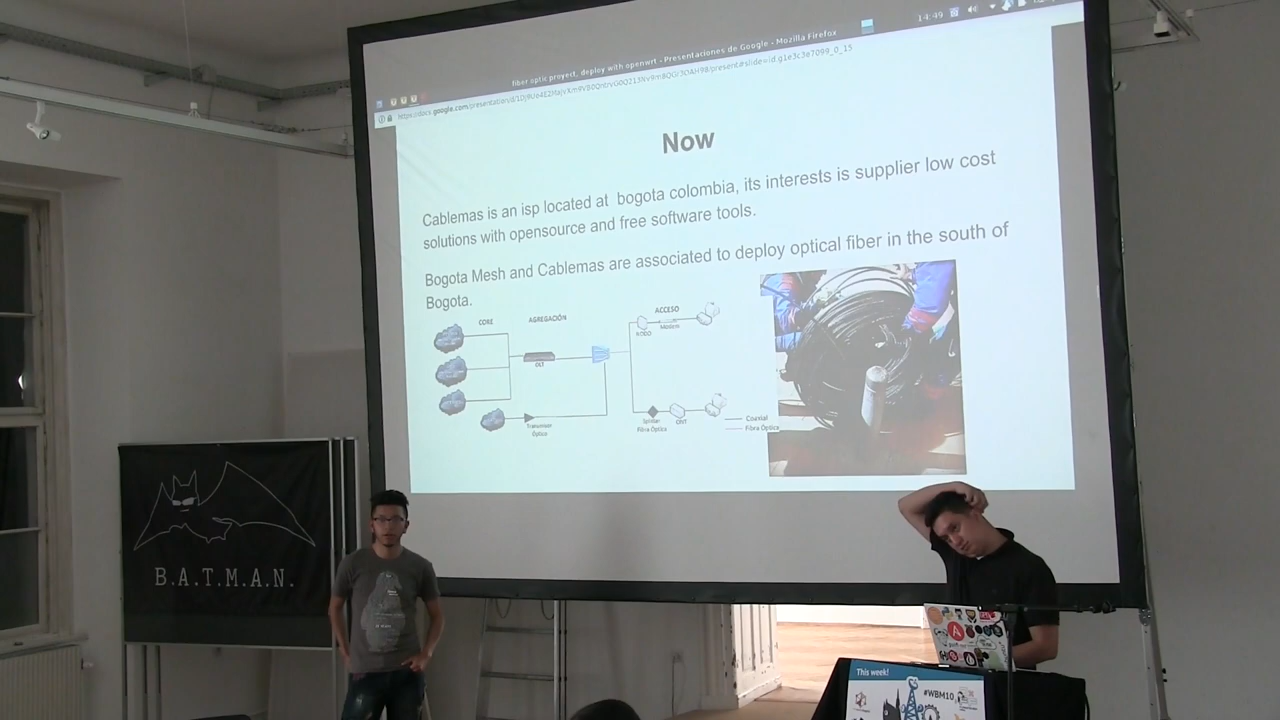 14:49
fiber optic proyect, deploy with openwrt - Presentaciones de Google - Mozilla Firefox
Now
Cablemas is an isp located at bogota colombia, its interests is supplier low cost
solutions with opensource and free software tools.
Bogota Mesh and Cablemas are associated to deploy optical fiber in the south of
Bogota.
CORE
AGREGACIÓN
ACCESO
NODO
Modem
OLT
Transmisor
Óptico
Splitter
Fibra Óptica
ONT
Coaxial
Fibra Óptica
B.A.T.M.A.N.
This week!
#WBM10